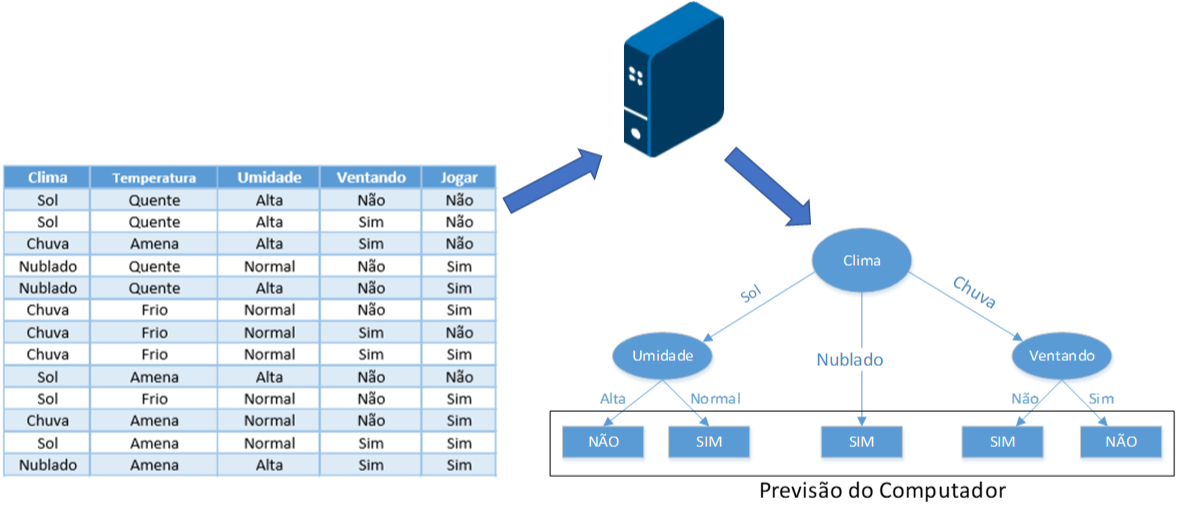 Clima Temperatura Umidade Ventando Jogar
Sol Quente Alta Não Não
Sol Quente Alta Sim Não
Chuva Amena Alta Sim Não
Nublado Quente Normal Não Sim
Nublado Quente Alta Não Sim
Chuva Frio Normal Não Sim
Chuva Frio Normal Sim Não
Chuva Frio Normal Sim Sim
Sol Amena Alta Não Não
Sol Frio Normal Não Sim
Chuva Amena Normal Não Sim
Sol Amena Normal Sim Sim
Nublado Amena Alta Sim Sim
Clima
Sol
Chuva
Umidade
Nublado
Ventando
Alta Normal Não Sim
NÃO SIM SIM SIM NÃO
Previsão do Computador